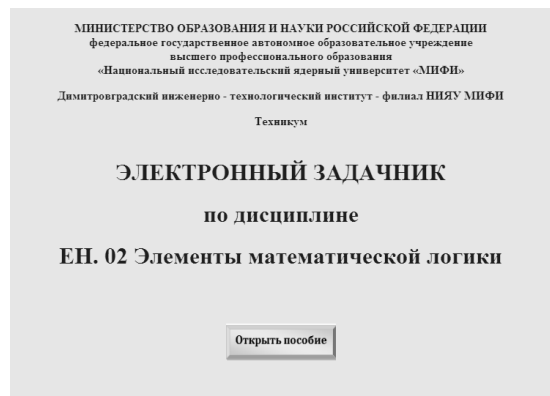 МИНИСТЕРСТВО ОБРАЗОВАНИЯ И НАУКИ РОССИЙСКОЙ ФЕДЕРАЦИИ
федеральное государственное автономное образовательное учреждение
высшего профессионального образования
«Национальный исследовательский ядерный университет «МИФИ»
Димитровградский инженерно - технологический институт - филиал НИЯУ МИФИ
Техникум
ЭЛЕКТРОННЫЙ ЗАДАЧНИК
по дисциплине
ЕН. 02 Элементы математической логики
Открыть пособие